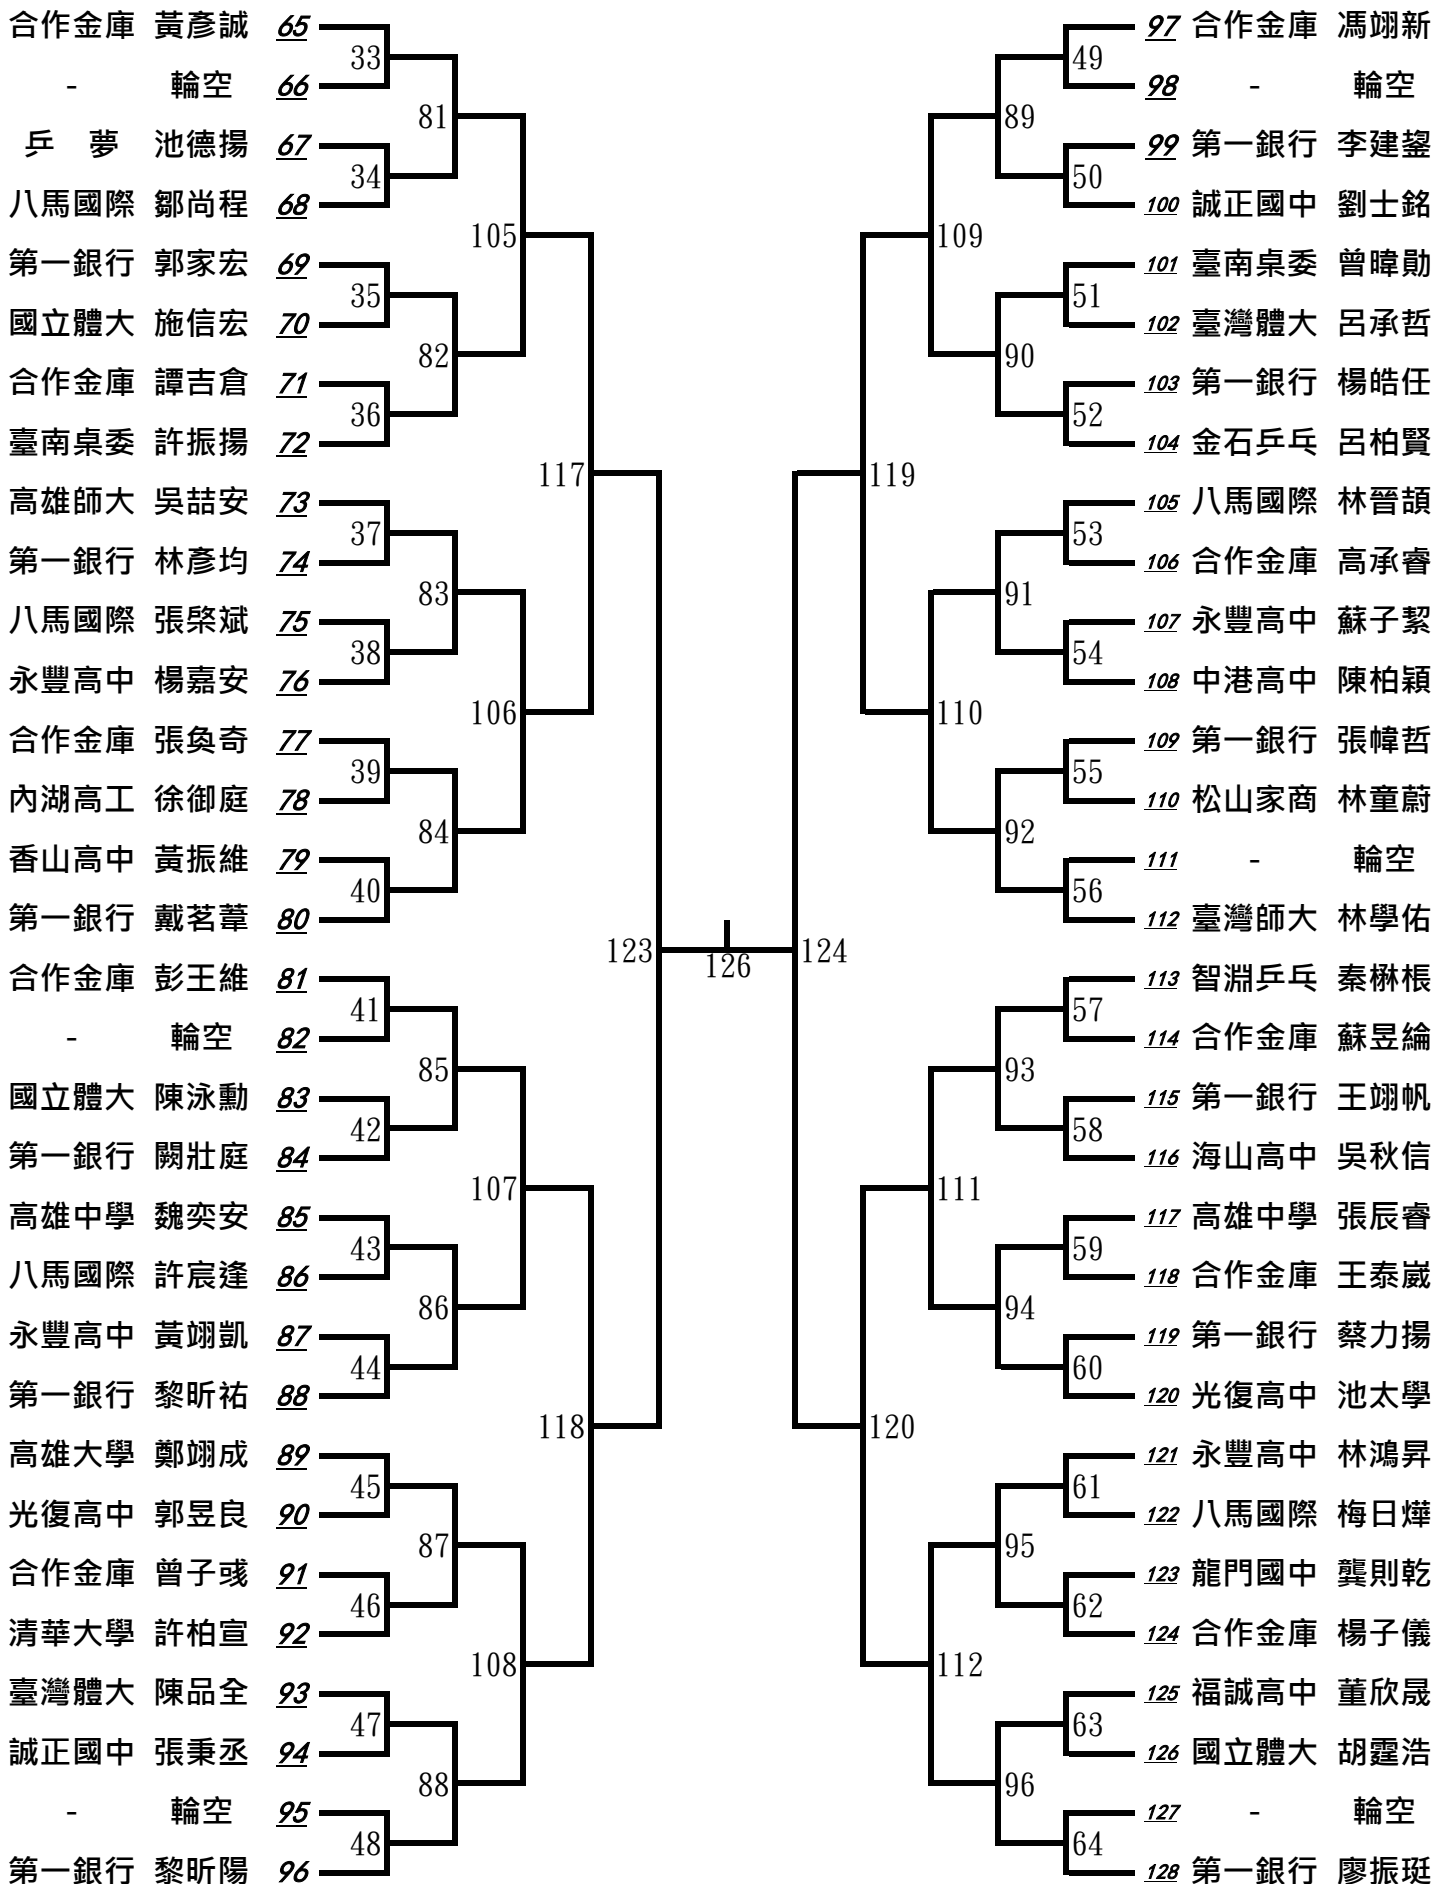 合作金庫 黃彥誠 65
33
- 輪空 66
81
乒 夢 池德揚 67
34
八馬國際 鄒尚程 68
105
第一銀行 郭家宏 69
35
國立體大 施信宏 70
82
合作金庫 譚吉倉 71
36
臺南桌委 許振揚 72
117
高雄師大 吳喆安 73
37
第一銀行 林彥均 74
83
八馬國際 張棨斌 75
38
永豐高中 楊嘉安 76
106
合作金庫 張奐奇 77
39
內湖高工 徐御庭 78
84
香山高中 黃振維 79
40
第一銀行 戴茗葦 80
123
合作金庫 彭王維 81
41
- 輪空 82
85
國立體大 陳泳勳 83
42
第一銀行 闕壯庭 84
107
高雄中學 魏奕安 85
43
八馬國際 許宸逢 86
86
永豐高中 黃翊凱 87
44
第一銀行 黎昕祐 88
118
高雄大學 鄭翊成 89
45
光復高中 郭昱良 90
87
合作金庫 曾子彧 91
46
清華大學 許柏宣 92
108
臺灣體大 陳品全 93
47
誠正國中 張秉丞 94
88
- 輪空 95
48
第一銀行 黎昕陽 96
126
97 合作金庫 馮翊新
49
98 - 輪空
89
99 第一銀行 李建鋆
50
100 誠正國中 劉士銘
109
101 臺南桌委 曾暐勛
51
102 臺灣體大 呂承哲
90
103 第一銀行 楊皓任
52
104 金石乒乓 呂柏賢
119
105 八馬國際 林晉頡
53
106 合作金庫 高承睿
91
107 永豐高中 蘇子絜
54
108 中港高中 陳柏穎
110
109 第一銀行 張幃哲
55
110 松山家商 林童蔚
92
111 - 輪空
56
112 臺灣師大 林學佑
124
113 智淵乒乓 秦楙棖
57
114 合作金庫 蘇昱綸
93
115 第一銀行 王翊帆
58
116 海山高中 吳秋信
111
117 高雄中學 張辰睿
59
118 合作金庫 王泰崴
94
119 第一銀行 蔡力揚
60
120 光復高中 池太學
120
121 永豐高中 林鴻昇
61
122 八馬國際 梅日燁
95
123 龍門國中 龔則乾
62
124 合作金庫 楊子儀
112
125 福誠高中 董欣晟
63
126 國立體大 胡霆浩
96
127 - 輪空
64
128 第一銀行 廖振珽